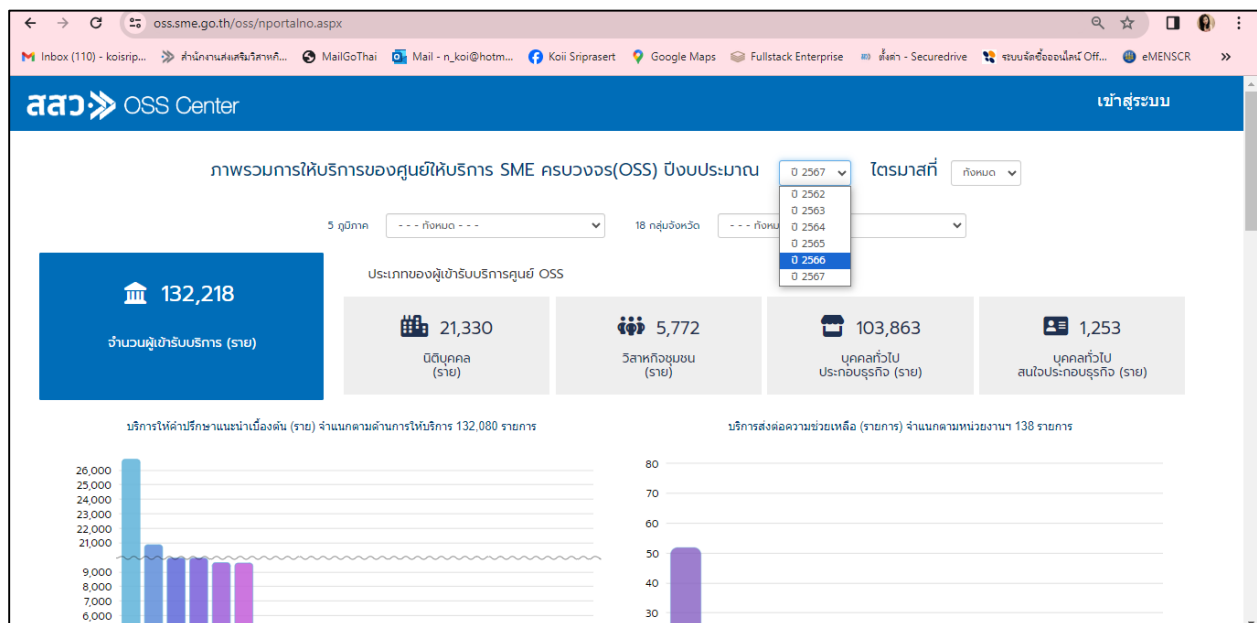 oss.sme.go.th/oss/nportalno.aspx
Inbox (110) - koisrip... สำนักงานส่งเสริมวิสาหกิ... MailGoThai Mail - n_koi@hotm... Koii Sriprasert Google Maps Fullstack Enterprise ตั้งค่า - Securedrive ระบบจัดซื้อออนไลน์ Off... eMENSCR
สสว OSS Center เข้าสู่ระบบ
ภาพรวมการให้บริการของศูนย์ให้บริการ SME ครบวงจร(OSS) ปีงบประมาณ ปี 2567 ไตรมาสที่ ทั้งหมด
ปี 2562
ปี 2563
ปี 2564
ปี 2565
ปี 2566
ปี 2567
5 ภูมิภาค - - - ทั้งหมด - - - 18 กลุ่มจังหวัด - - - ทั้งหม
ประเภทของผู้เข้ารับบริการศูนย์ OSS
132,218
จำนวนผู้เข้ารับบริการ (ราย)
21,330
นิติบุคคล
(ราย)
5,772
วิสาหกิจชุมชน
(ราย)
103,863
บุคคลทั่วไป
ประกอบธุรกิจ (ราย)
1,253
บุคคลทั่วไป
สนใจประกอบธุรกิจ (ราย)
บริการให้คำปรึกษาแนะนำเบื้องต้น (ราย) จำแนกตามด้านการให้บริการ 132,080 รายการ
26,000
25,000
24,000
23,000
22,000
21,000
9,000
8,000
7,000
6,000
บริการส่งต่อความช่วยเหลือ (รายการ) จำแนกตามหน่วยงานฯ 138 รายการ
80
70
60
50
40
30